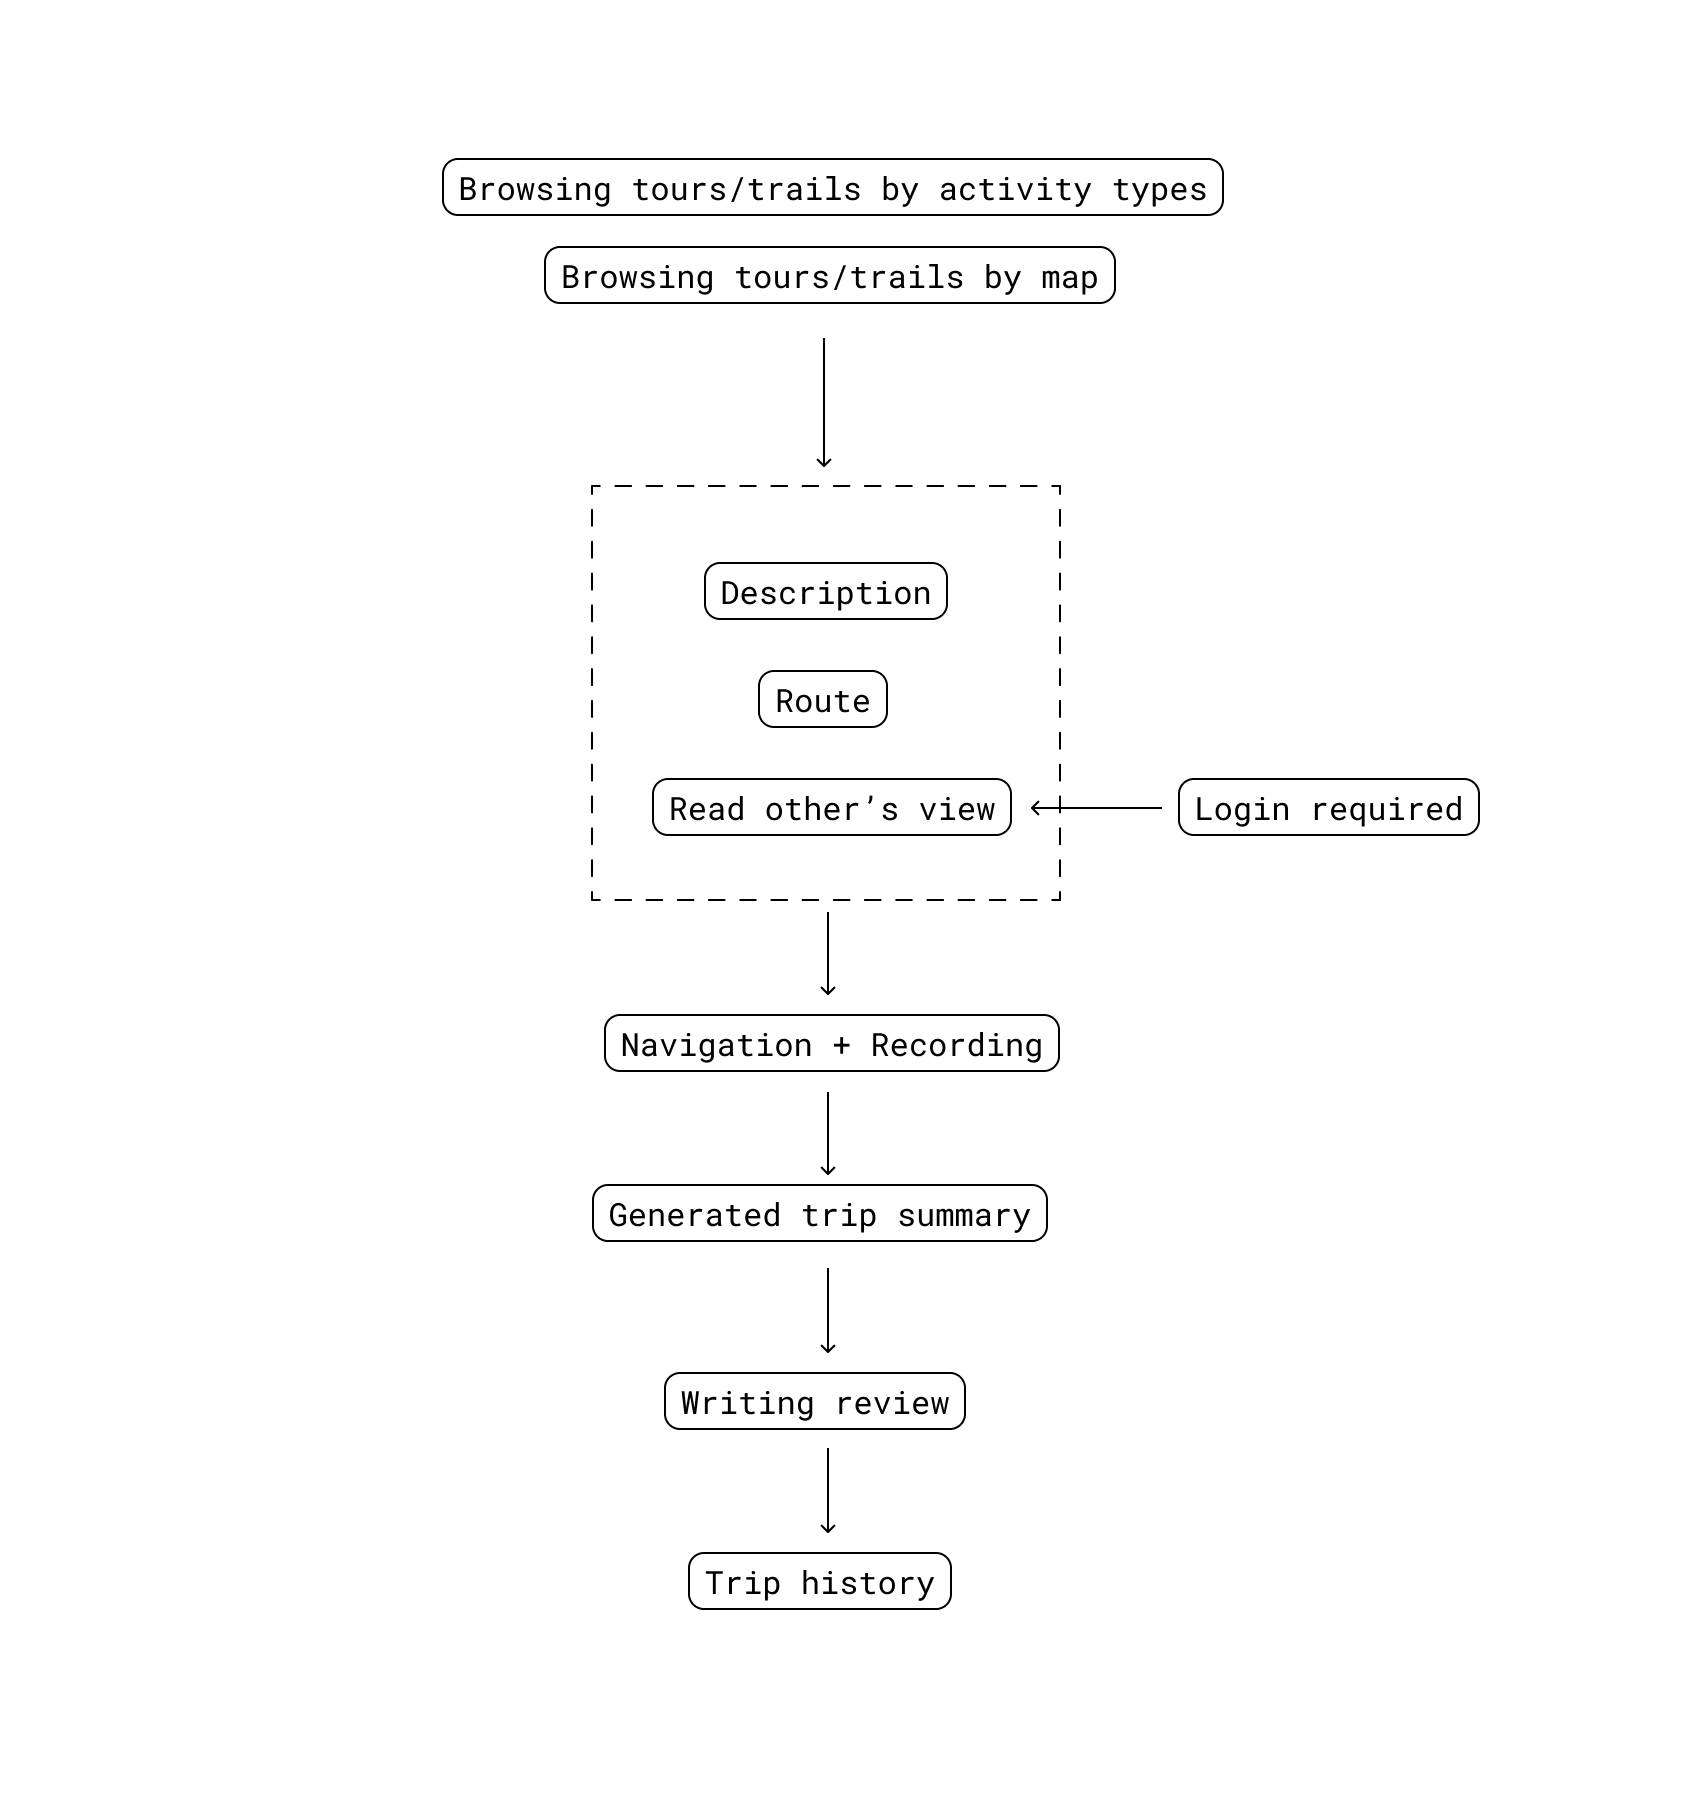 Browsing tours/trails by activity types
Browsing tours/trails by map
Description
Route
Read other’s view
Login required
Navigation + Recording
Generated trip summary
Writing review
Trip history